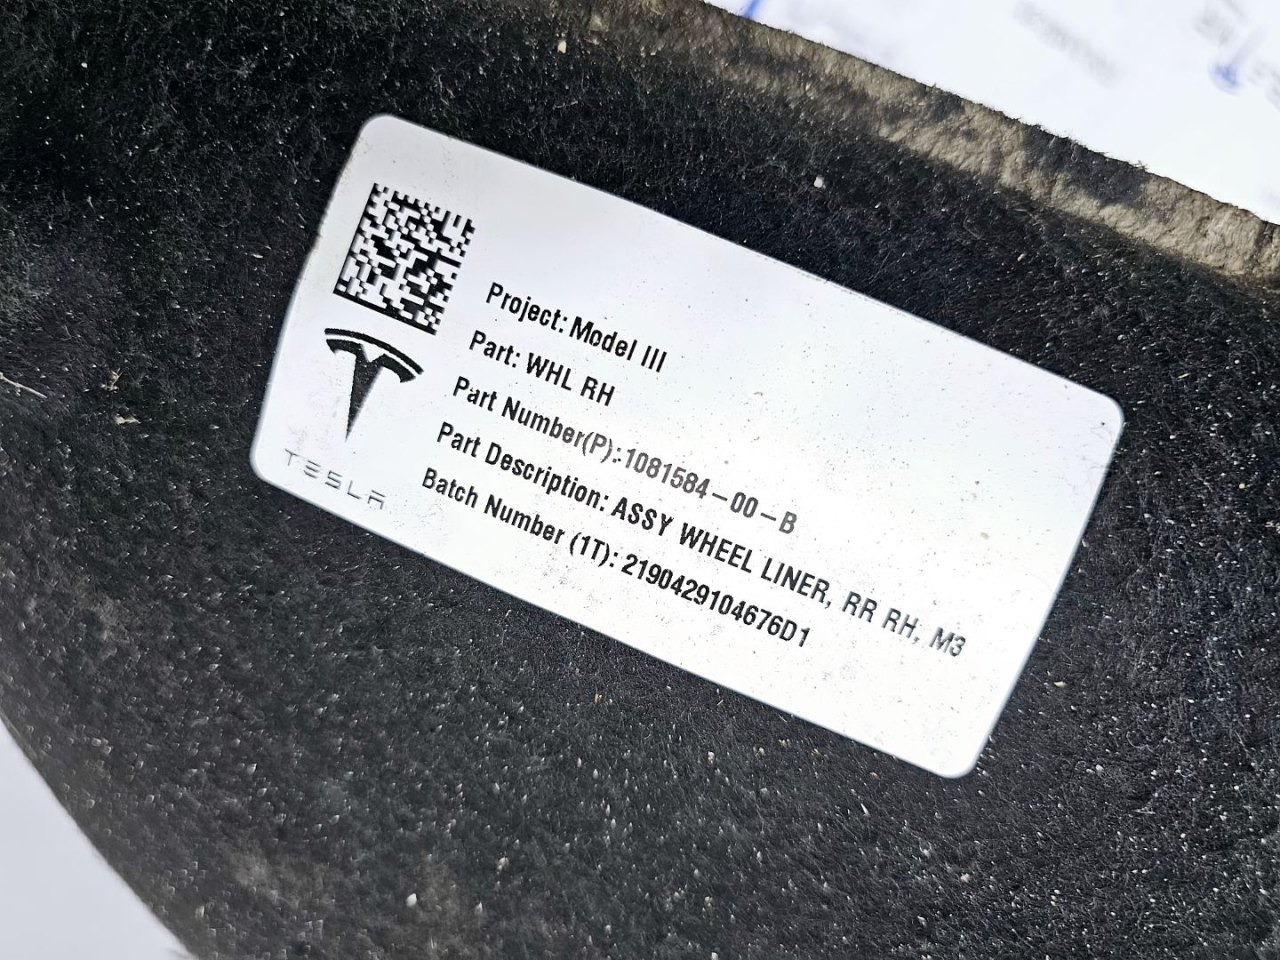 Project: Model III
Part: WHL RH
Part Number(P):1081584-00-B
Part Description: ASSY WHEEL LINER, RR RH, M3
Batch Number (1T): 2190429104676D1
TESLA